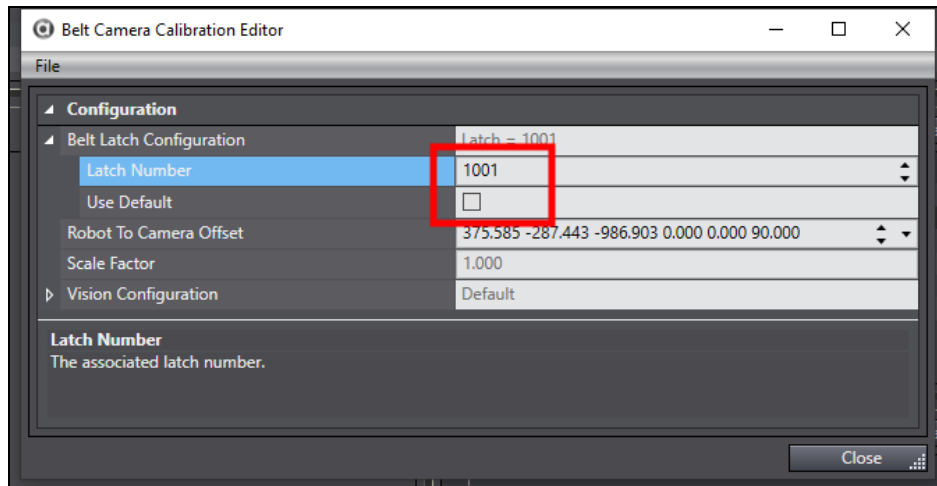 Belt Camera Calibration Editor
File
Configuration
Belt Latch Configuration Latch = 1001
Latch Number 1001
Use Default
Robot To Camera Offset 375.585 -287.443 -986.903 0.000 0.000 90.000
Scale Factor 1.000
Vision Configuration Default
Latch Number
The associated latch number.
Close